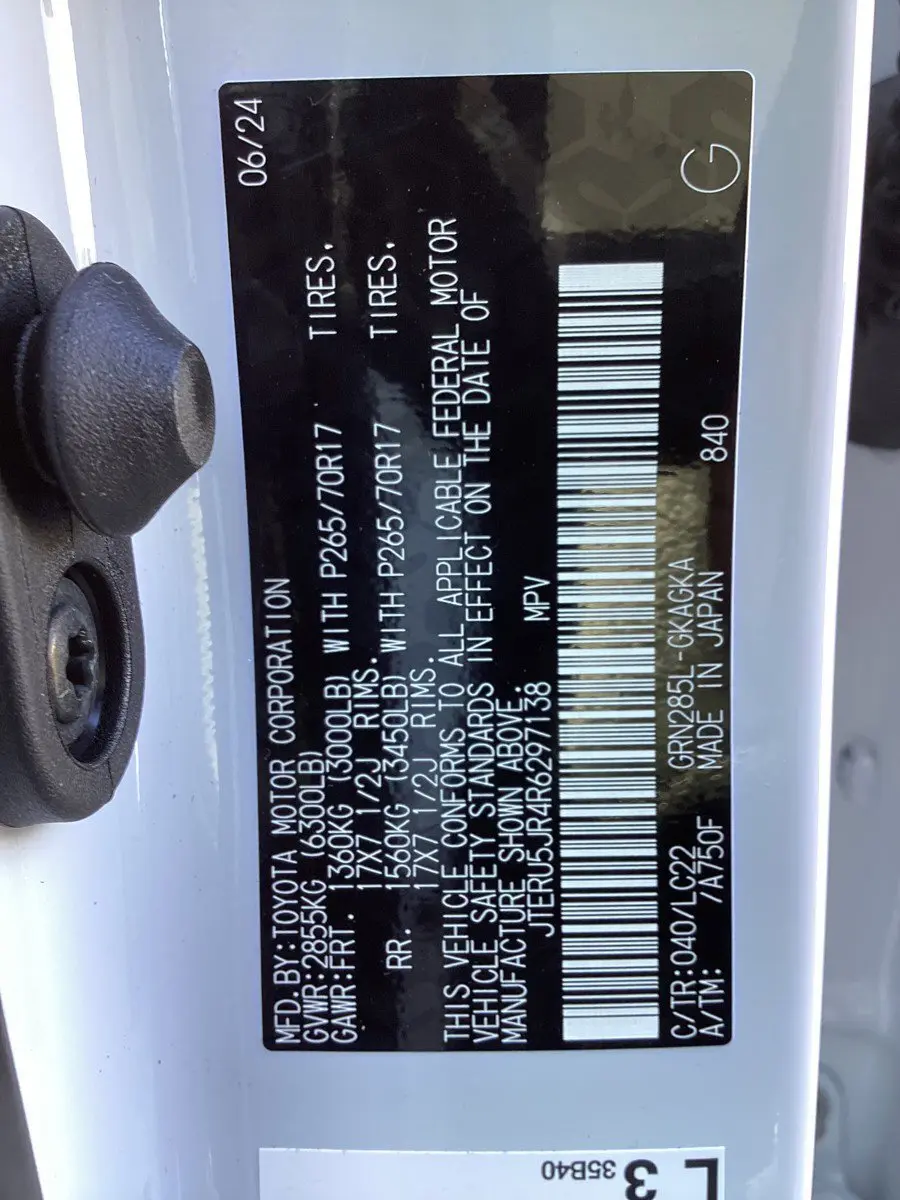 MFD.BY:TOYOTA MOTOR CORPORATION 06/24
GVWR:2855KG (6300LB)
GAWR:FRT. 1360KG (3000LB) WITH P265/70R17 TIRES.
17X7 1/2J RIMS.
RR. 1560KG (3450LB) WITH P265/70R17 TIRES.
17X7 1/2J RIMS.
THIS VEHICLE CONFORMS TO ALL APPLICABLE FEDERAL MOTOR
VEHICLE SAFETY STANDARDS IN EFFECT ON THE DATE OF
MANUFACTURE SHOWN ABOVE.
JTERU5JR4R6297138 MPV
C/TR:040/LC22 GRN285L-GKAGKA
A/TM: /A750F MADE IN JAPAN 840
G
L
3
35B40